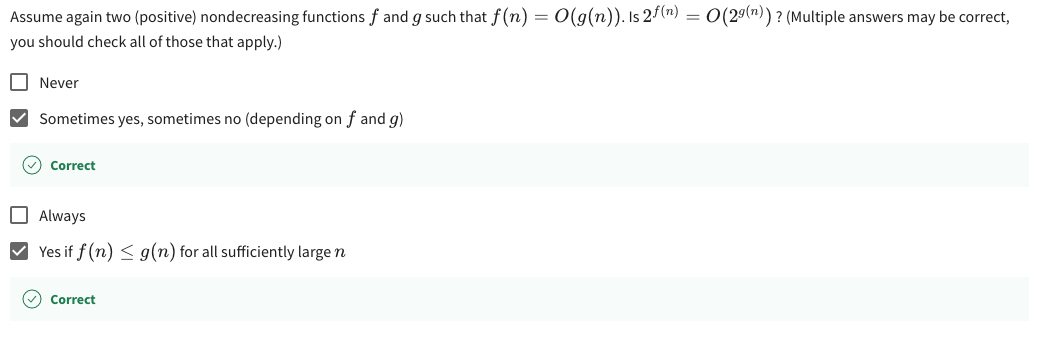 Assume again two (positive) nondecreasing functions f and g such that f(n) = O(g(n)). Is 2^{f(n)} = O(2^{g(n)}) ? (Multiple answers may be correct,
you should check all of those that apply.)
Never
Sometimes yes, sometimes no (depending on f and g)
Correct
Always
Yes if f(n) ≤ g(n) for all sufficiently large n
Correct